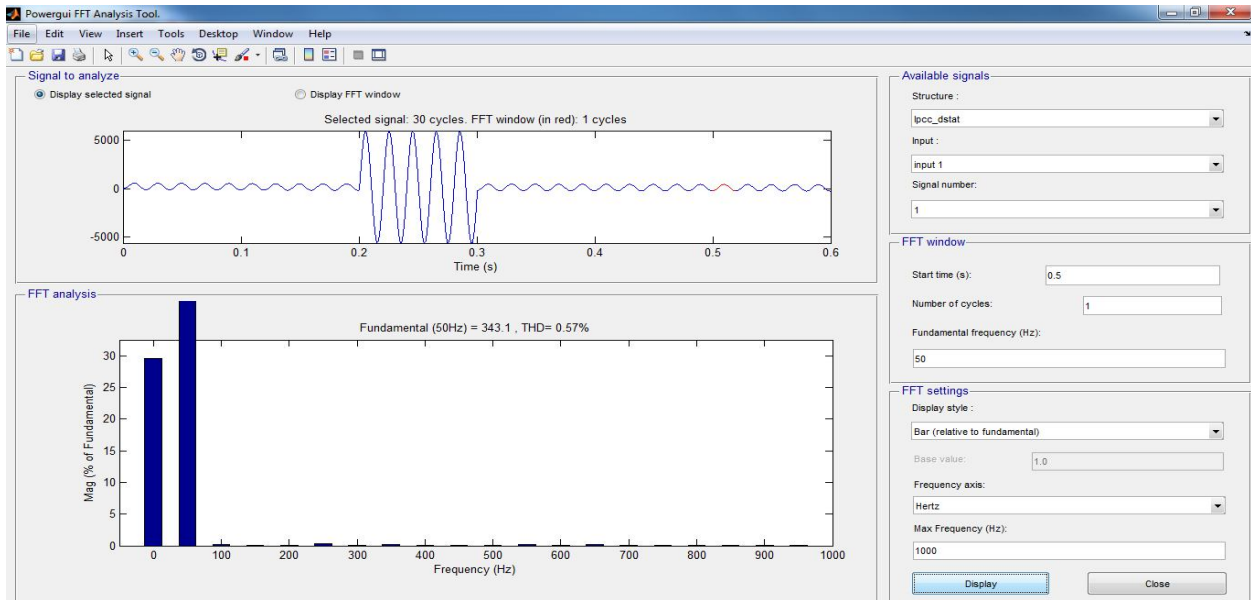 Powergui FFT Analysis Tool.
File Edit View Insert Tools Desktop Window Help
Signal to analyze
Display selected signal
Display FFT window
Selected signal: 30 cycles. FFT window (in red): 1 cycles
5000
0
-5000
0 0.1 0.2 0.3 0.4 0.5 0.6
Time (s)
FFT analysis
Fundamental (50Hz) = 343.1 , THD= 0.57%
Mag (% of Fundamental)
30
25
20
15
10
5
0
0 100 200 300 400 500 600 700 800 900 1000
Frequency (Hz)
Available signals
Structure :
Ipcc_dstat
Input :
input 1
Signal number:
1
FFT window
Start time (s): 0.5
Number of cycles: 1
Fundamental frequency (Hz):
50
FFT settings
Display style :
Bar (relative to fundamental)
Base value: 1.0
Frequency axis:
Hertz
Max Frequency (Hz):
1000
Display Close